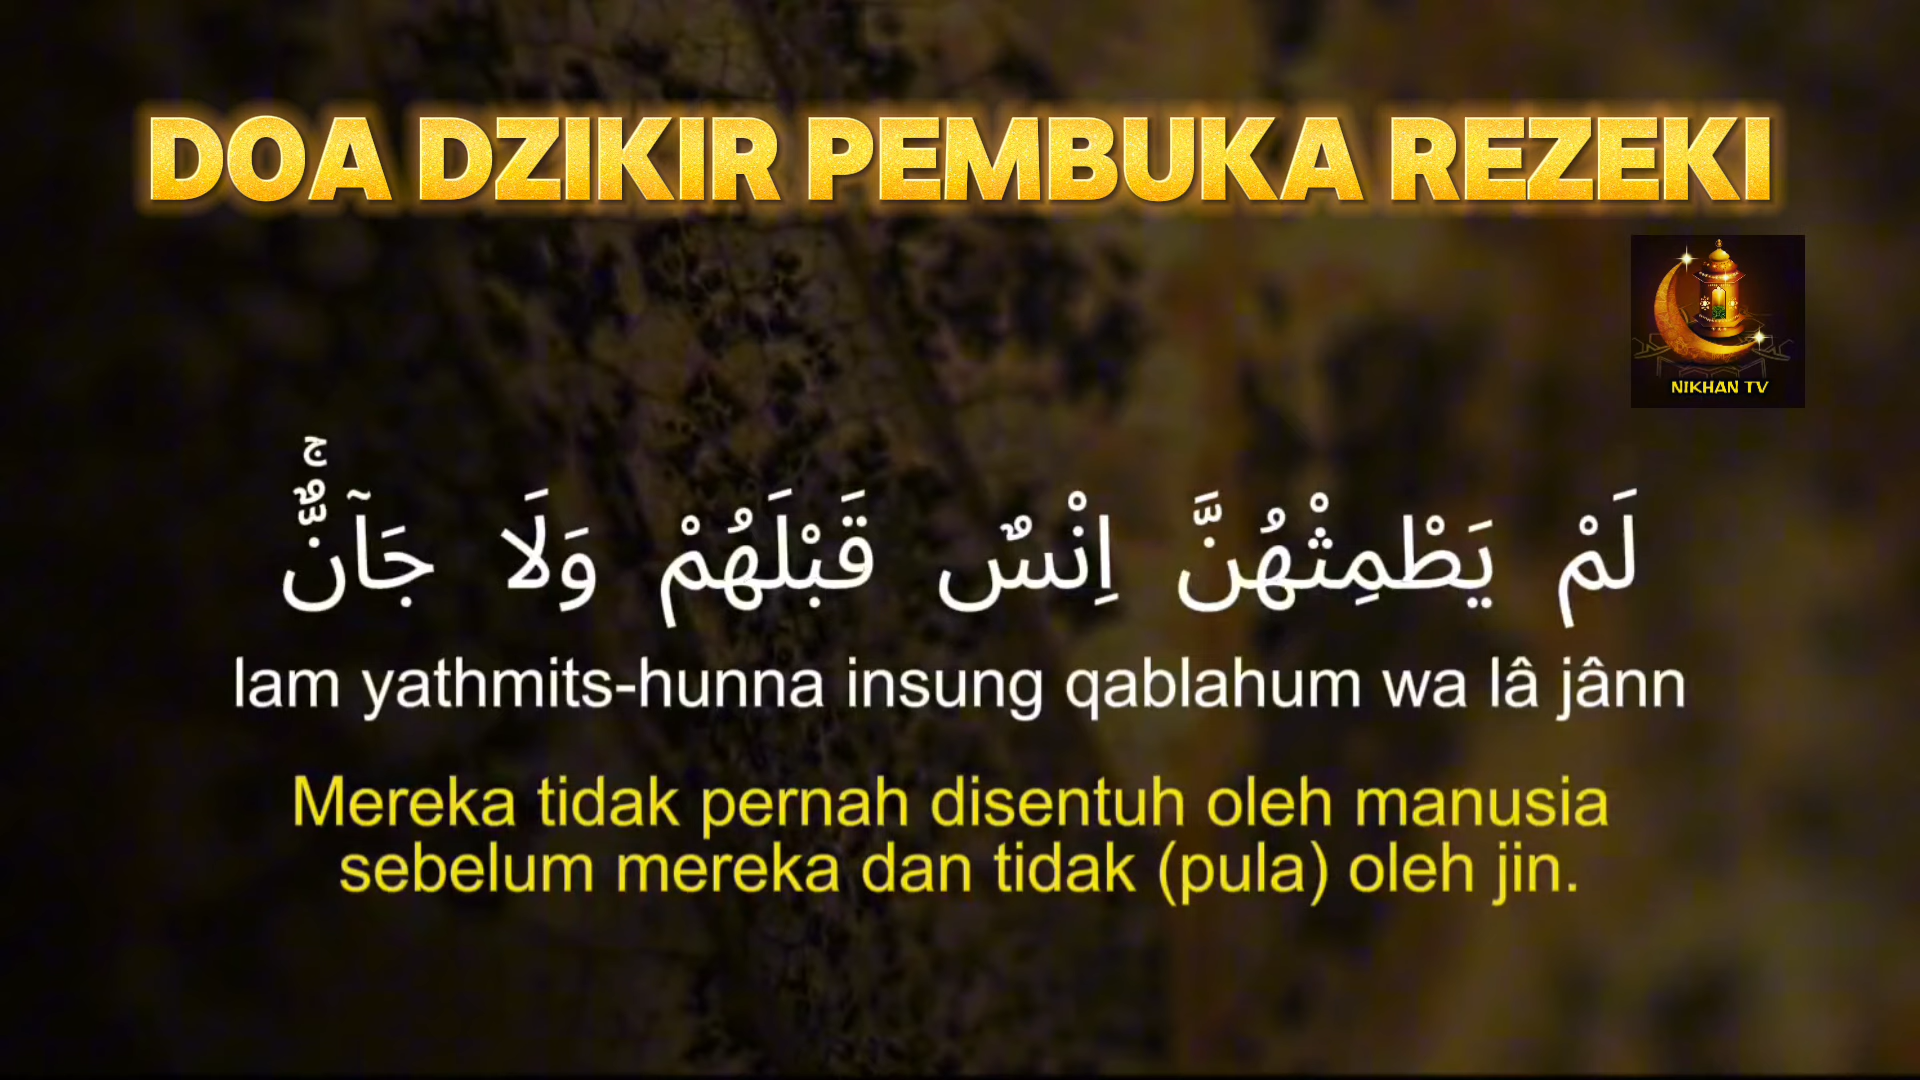 DOA DZIKIR PEMBUKA REZEKI
NIKHAN TV
لَمْ يَطْمِثْهُنَّ اِنْسٌ قَبْلَهُمْ وَلَا جَاۤنٌّۚ
lam yathmits-hunna insung qablahum wa lâ jânn
Mereka tidak pernah disentuh oleh manusia
sebelum mereka dan tidak (pula) oleh jin.